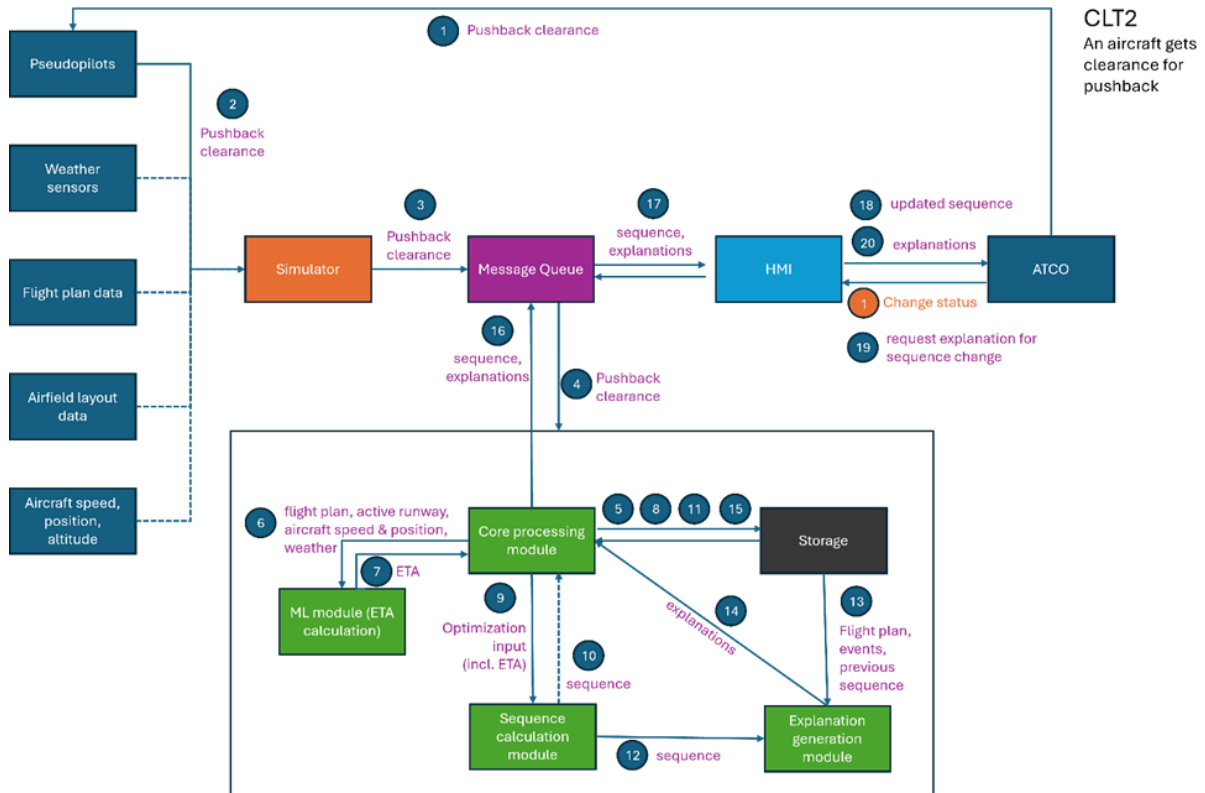 CLT2
An aircraft gets
clearance for
pushback
1 Pushback clearance
Pseudopilots
2
Pushback
clearance
Weather
sensors
Flight plan data
Airfield layout
data
Aircraft speed,
position,
altitude
Simulator
3
Pushback
clearance
Message Queue
17
sequence,
explanations
HMI
18 updated sequence
20 explanations
ATCO
1 Change status
19 request explanation for
sequence change
16
sequence,
explanations
4 Pushback
clearance
6 flight plan, active runway,
aircraft speed & position,
weather
7 ETA
ML module (ETA
calculation)
Core processing
module
5 8 11 15
Storage
9
Optimization
input
(incl. ETA)
10
sequence
14
explanations
13
Flight plan,
events,
previous
sequence
Sequence
calculation
module
12 sequence
Explanation
generation
module